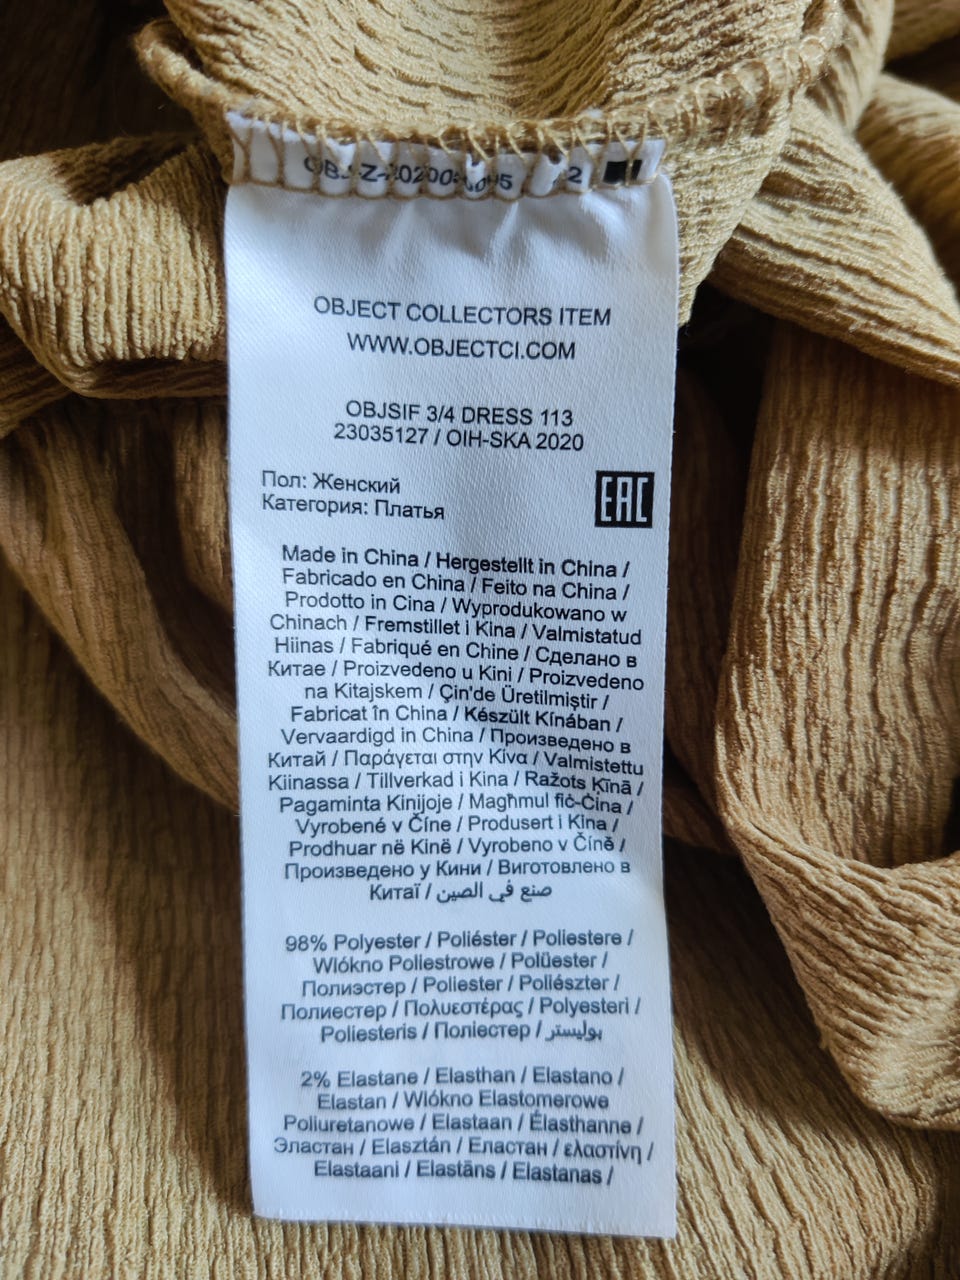 OBJECT COLLECTORS ITEM
WWW.OBJECTCI.COM
OBJSIF 3/4 DRESS 113
23035127 / OIH-SKA 2020
Пол: Женский
Категория: Платья
EAC
Made in China / Hergestellt in China /
Fabricado en China / Feito na China /
Prodotto in Cina / Wyprodukowano w
Chinach / Fremstillet i Kina / Valmistatud
Hiinas / Fabriqué en Chine / Сделано в
Китае / Proizvedeno u Kini / Proizvedeno
na Kitajskem / Çin'de Üretilmiştir /
Fabricat în China / Készült Kínában /
Vervaardigd in China / Произведено в
Китай / Παράγεται στην Κίνα / Valmistettu
Kiinassa / Tillverkad i Kina / Ražots Ķīnā /
Pagaminta Kinijoje / Magħmul fiċ-Ċina /
Vyrobené v Číne / Produsert i Kina /
Prodhuar në Kinë / Vyrobeno v Číně /
Произведено у Кини / Виготовлено в
Китаї / صنع في الصين
98% Polyester / Poliéster / Poliestere /
Wlókno Poliestrowe / Polüester /
Полиэстер / Poliester / Poliészter /
Полиестер / Πολυεστέρας / Polyesteri /
Poliesteris / Поліестер / بوليستر
2% Elastane / Elasthan / Elastano /
Elastan / Wlókno Elastomerowe
Poliuretanowe / Elastaan / Élasthanne /
Эластан / Elasztán / Еластан / ελαστίνη /
Elastaani / Elastāns / Elastanas /